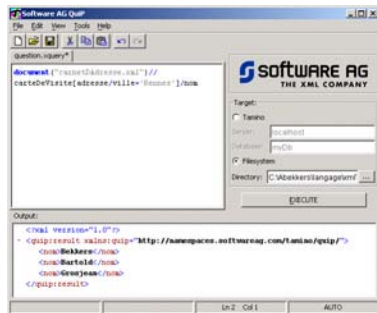 Software AG QuiP
File Edit View Tools Help
question.xquery*
document("carnetDadresse.xml")//
carteDeVisite[adresse/ville='Rennes']/nom
SOFTWARE AG
THE XML COMPANY
Target:
Tamino
Server: localhost
Database: myDb
Filesystem
Directory: C:\Abekkers\langage\xml ...
EXECUTE
Output:
<?xml version="1.0"?>
- <quip:result xmlns:quip="http://namespaces.softwareag.com/tamino/quip/">
<nom>Bekkers</nom>
<nom>Bartold</nom>
<nom>Grosjean</nom>
</quip:result>
Ln 2 Col 1 AUTO